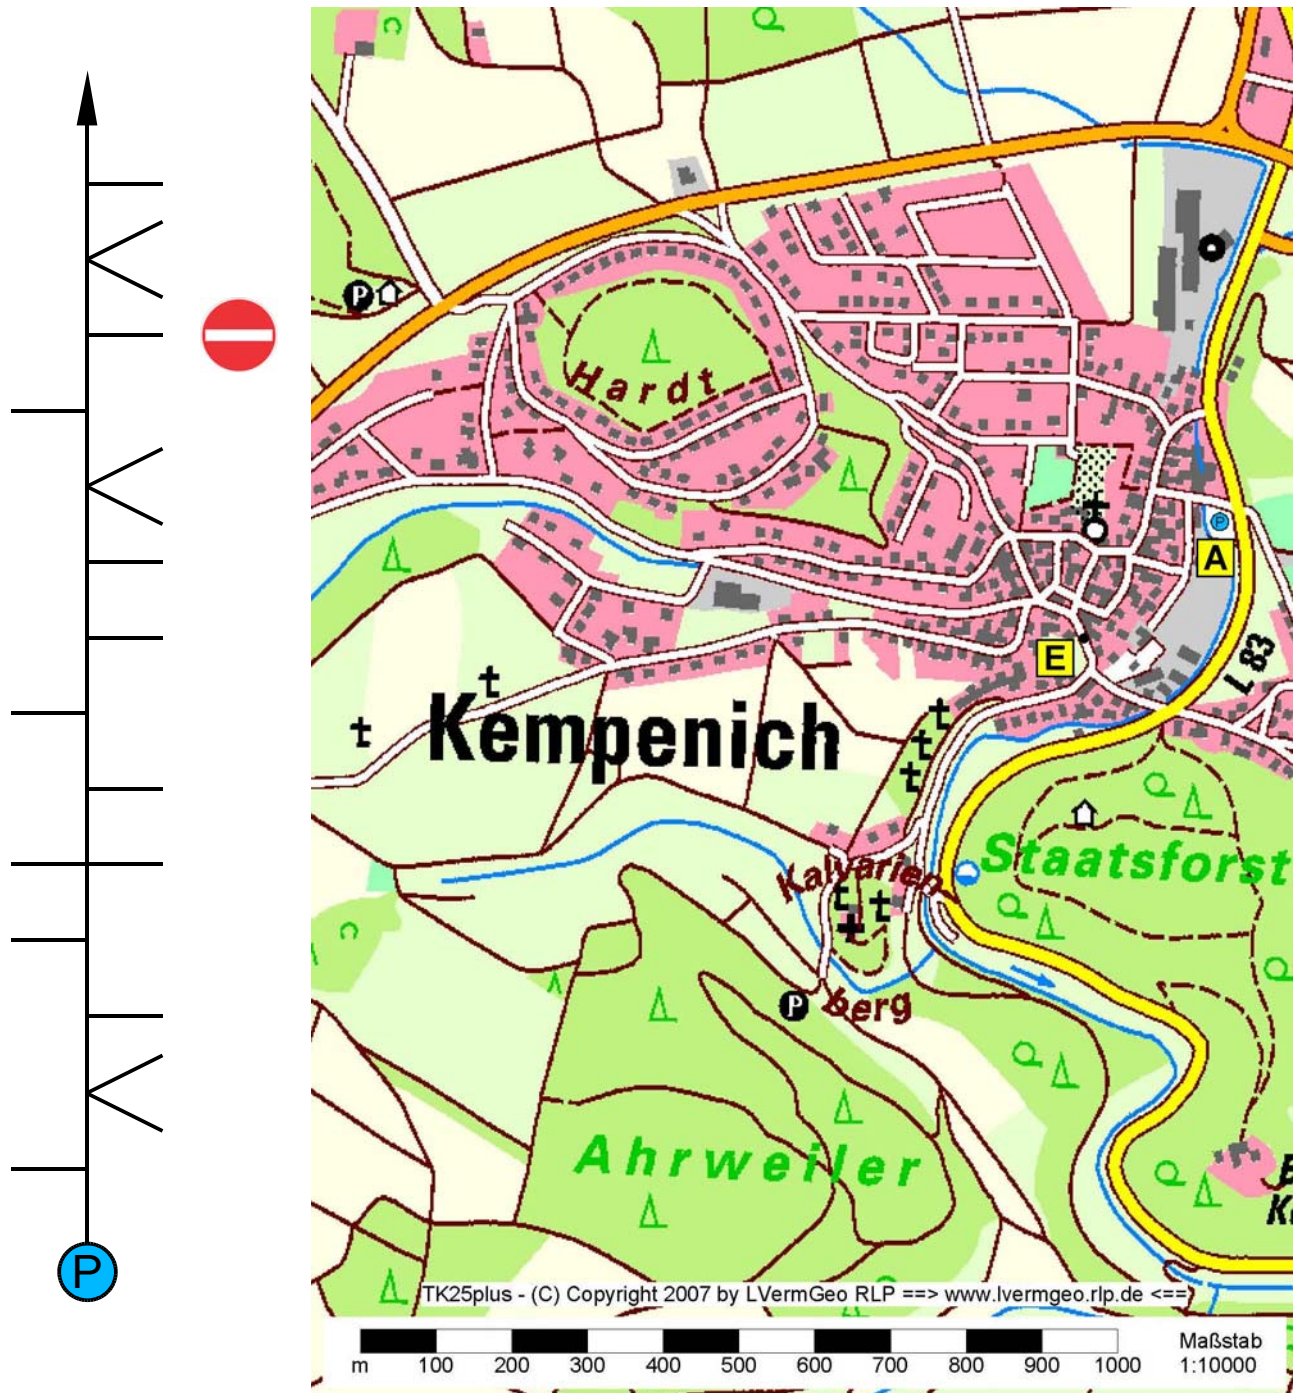 P
P
Hardt
P
A
E
L 83
Kempenich
Staatsforst
Kalvarien
berg
P
Ahrweiler
TK25plus - (C) Copyright 2007 by LVermGeo RLP ==> www.lvermgeo.rlp.de <==
Maßstab
m 100 200 300 400 500 600 700 800 900 1000 1:10000